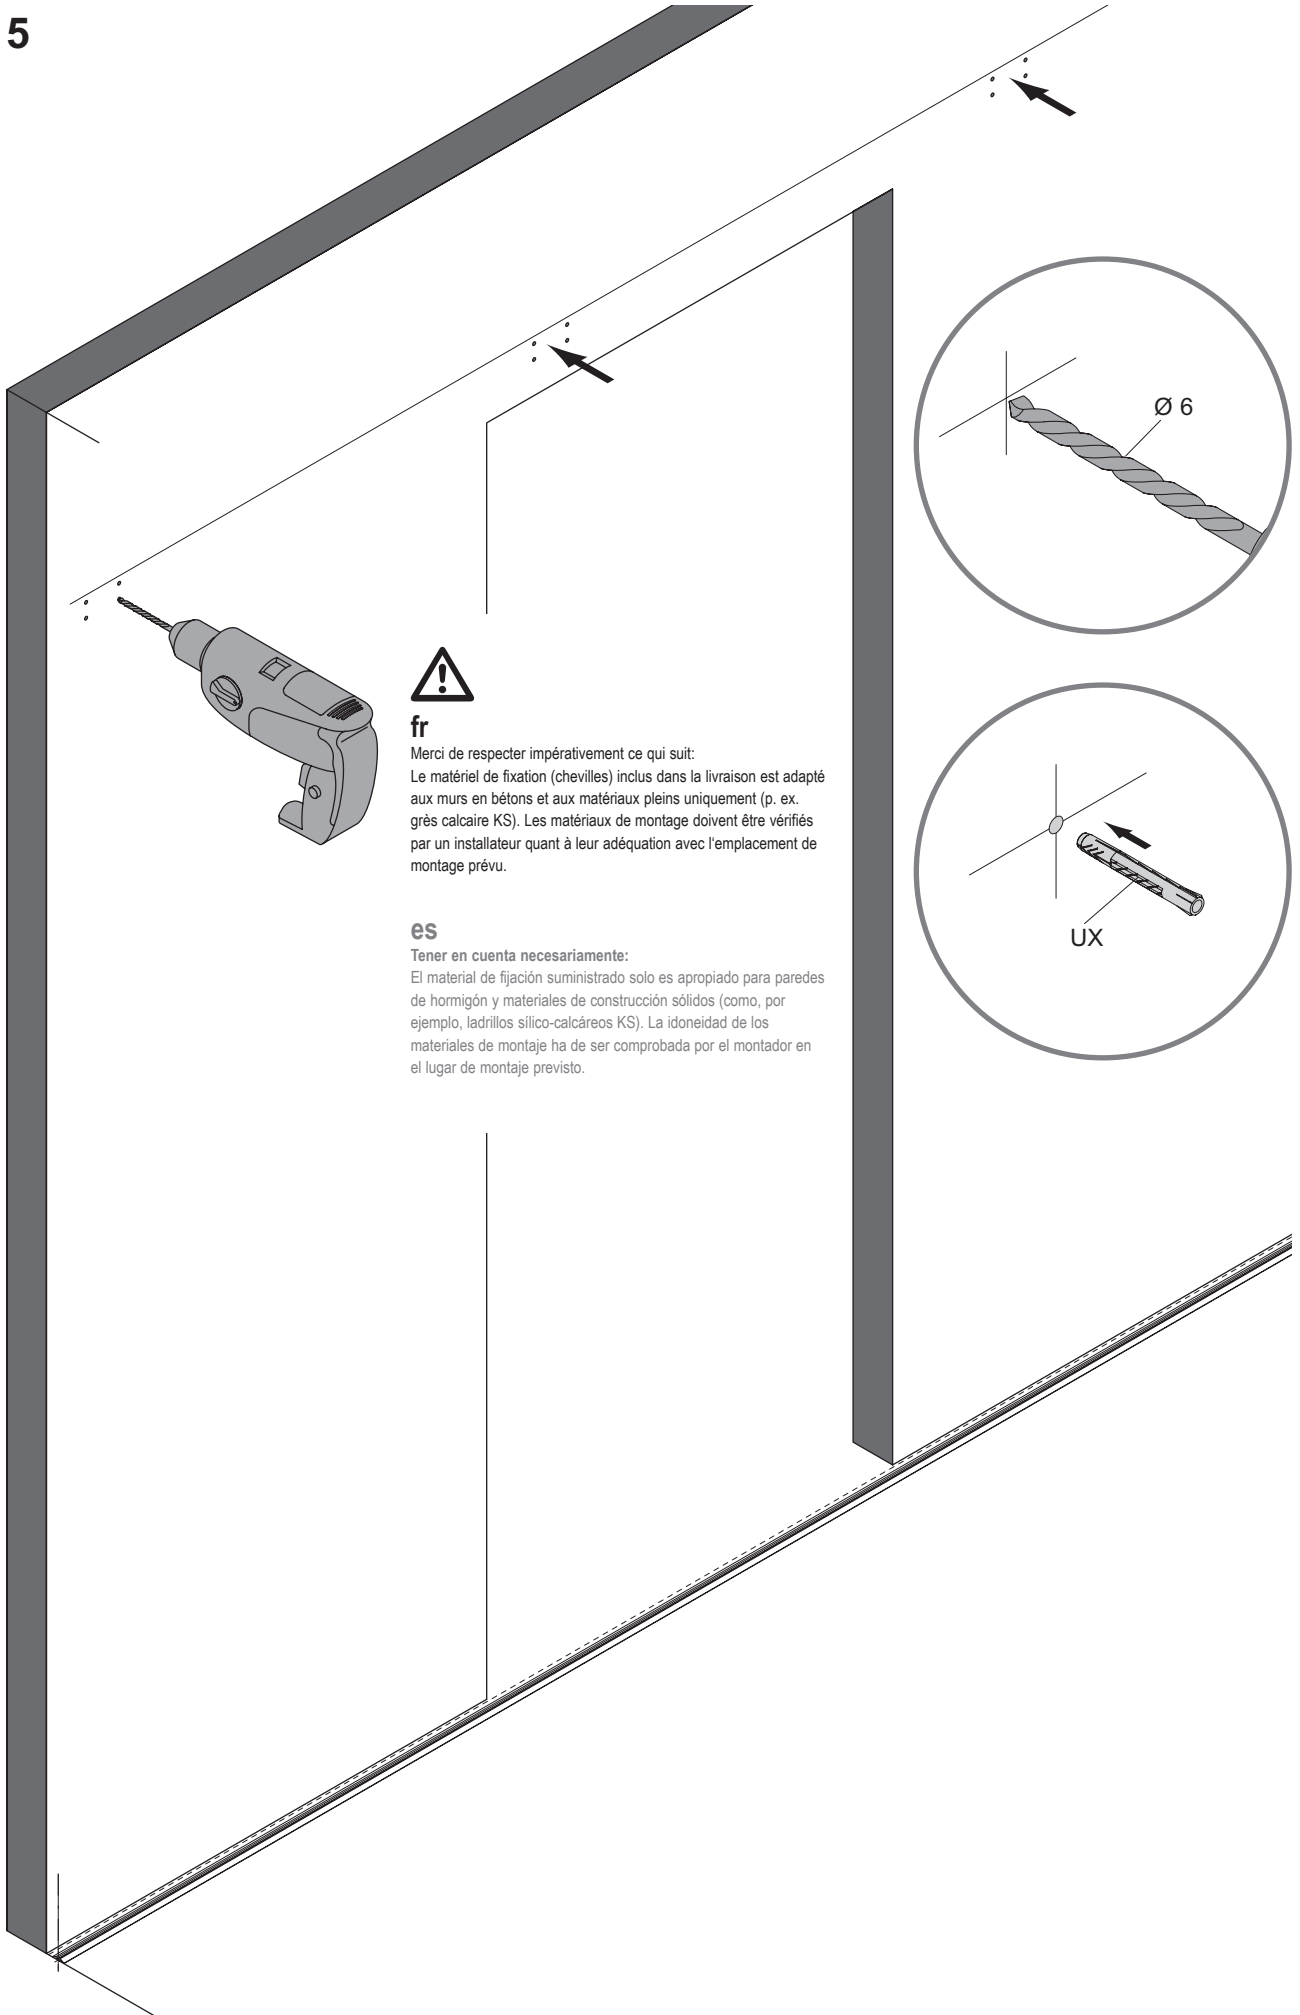 5
Ø 6
fr
Merci de respecter impérativement ce qui suit:
Le matériel de fixation (chevilles) inclus dans la livraison est adapté
aux murs en bétons et aux matériaux pleins uniquement (p. ex.
grès calcaire KS). Les matériaux de montage doivent être vérifiés
par un installateur quant à leur adéquation avec l'emplacement de
montage prévu.
es
Tener en cuenta necesariamente:
El material de fijación suministrado solo es apropiado para paredes
de hormigón y materiales de construcción sólidos (como, por
ejemplo, ladrillos sílico-calcáreos KS). La idoneidad de los
materiales de montaje ha de ser comprobada por el montador en
el lugar de montaje previsto.
UX